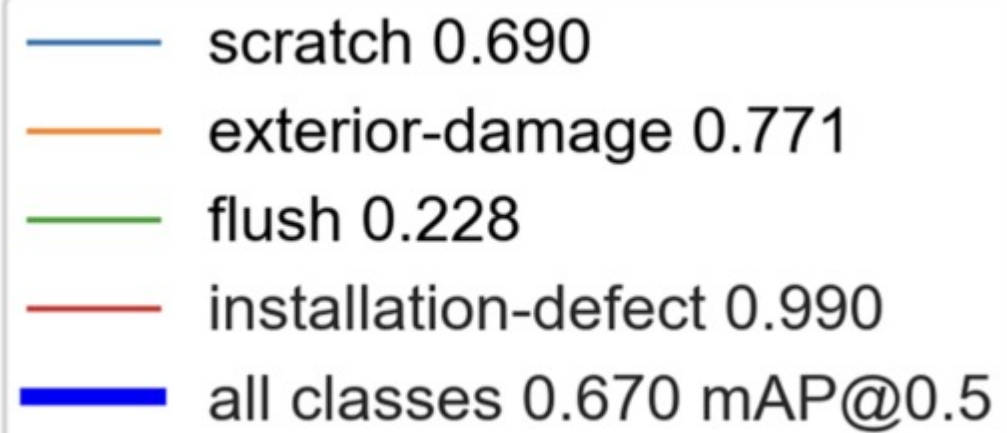 scratch 0.690
exterior-damage 0.771
flush 0.228
installation-defect 0.990
all classes 0.670 mAP@0.5